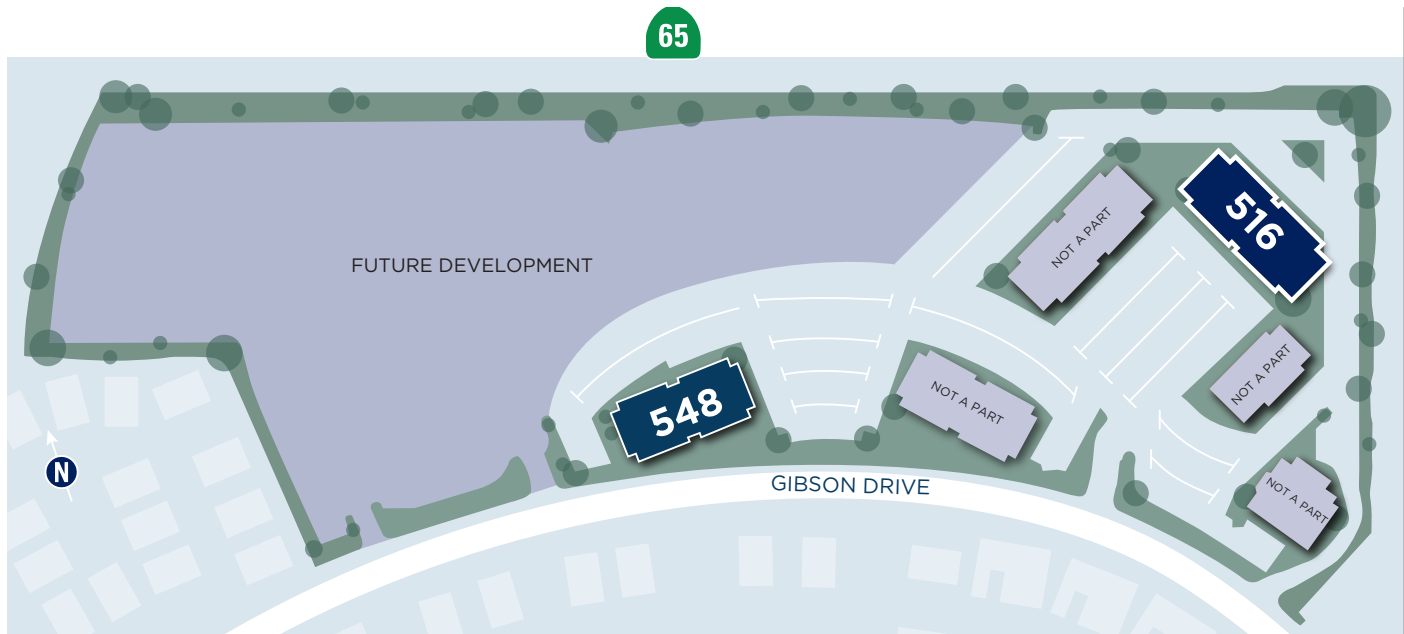 65
516
NOT A PART
FUTURE DEVELOPMENT
NOT A PART
548
NOT A PART
N
GIBSON DRIVE
NOT A PART